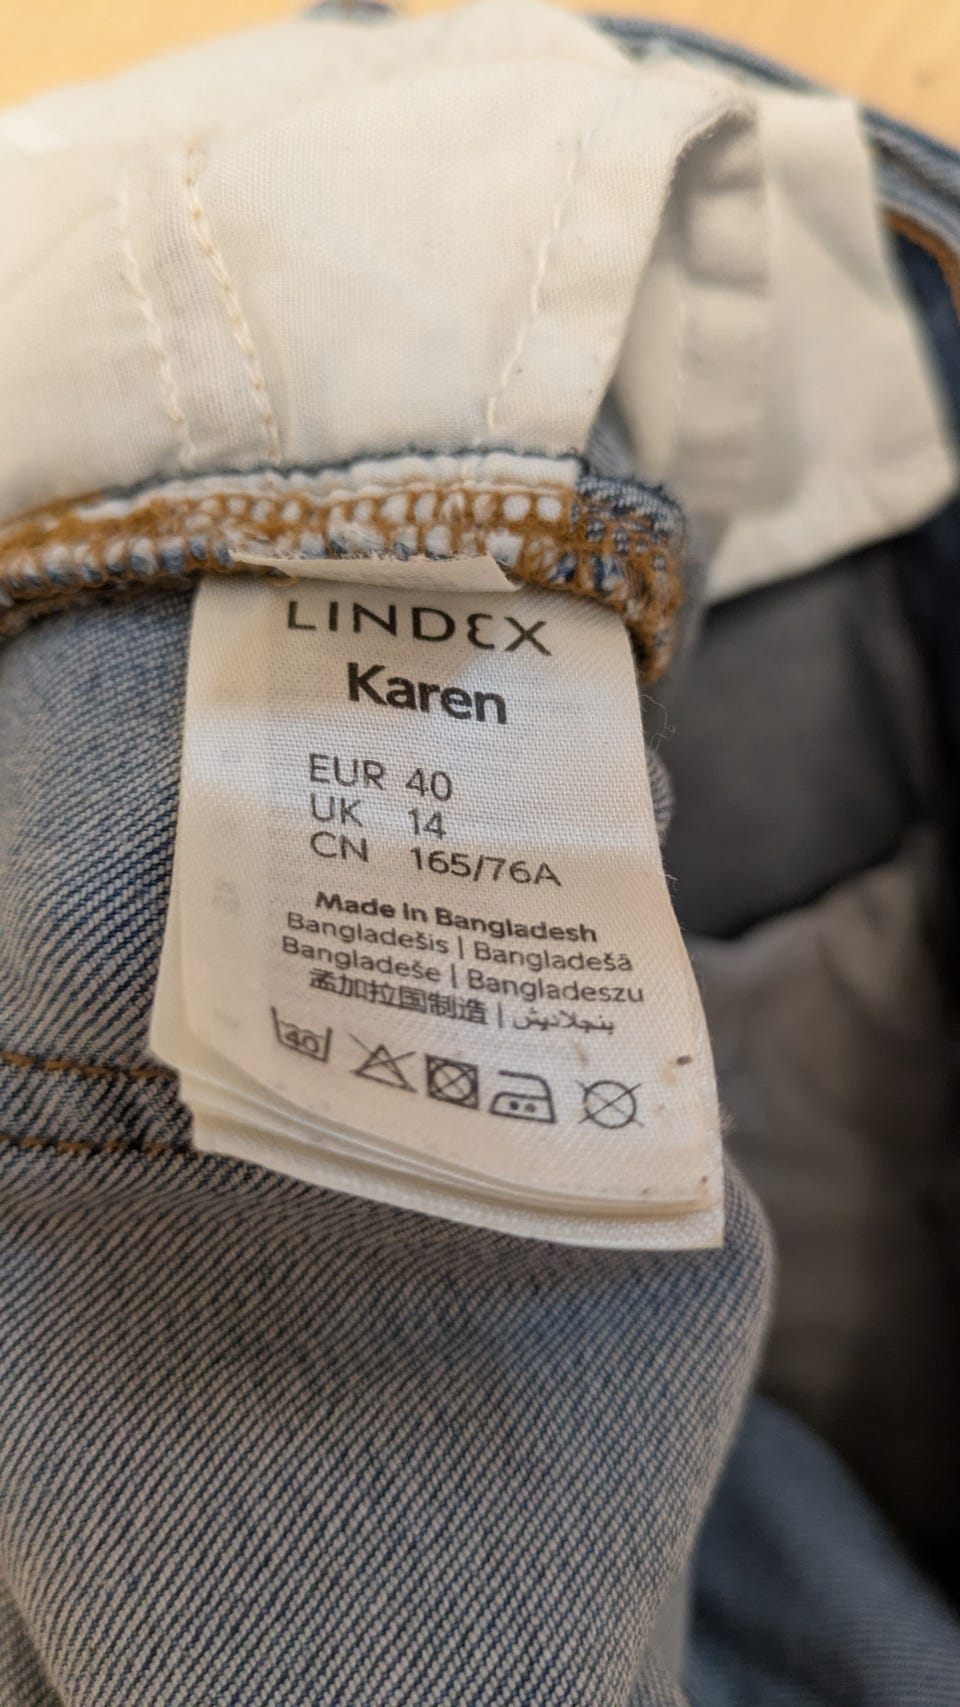 LINDEX
Karen
EUR 40
UK 14
CN 165/76A
Made in Bangladesh
Bangladešis | Bangladešā
Bangladeše | Bangladeszu
孟加拉国制造 | بنجلاديش
40